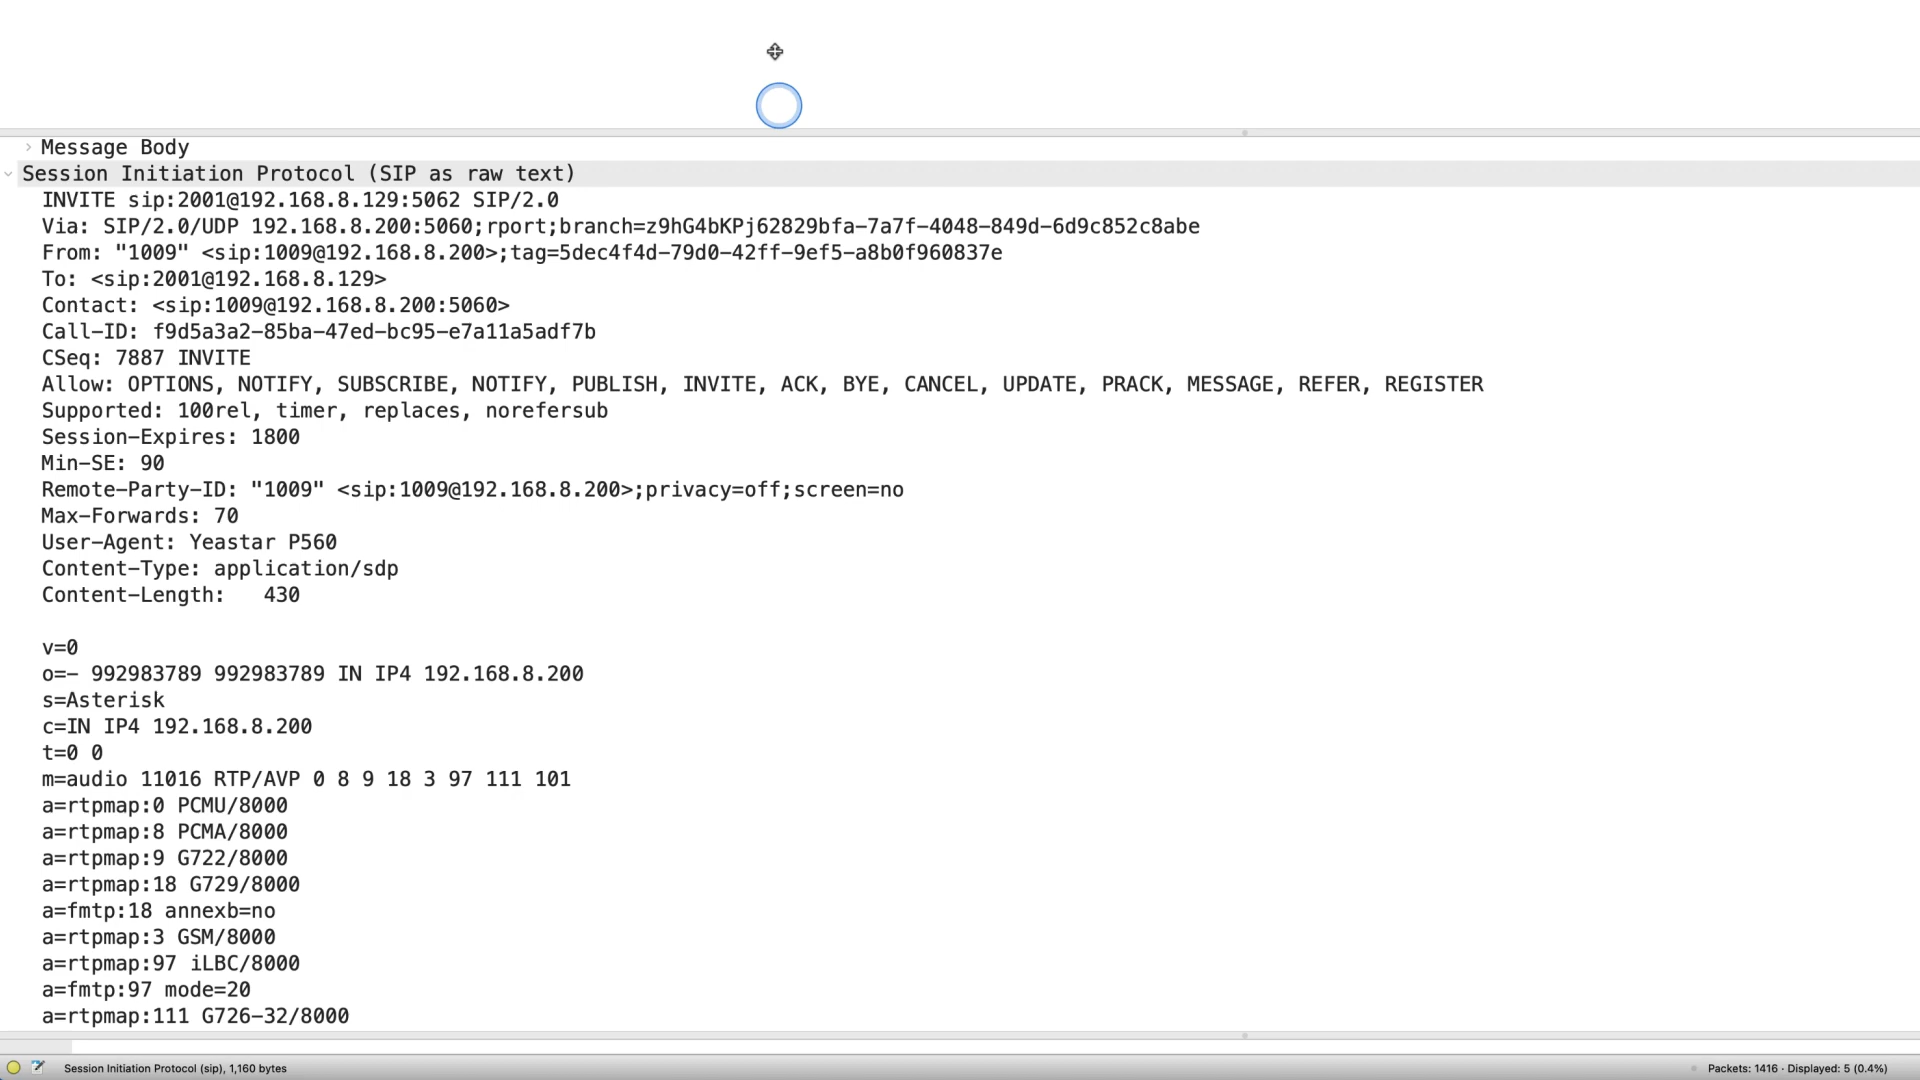 Message Body
Session Initiation Protocol (SIP as raw text)
INVITE sip:2001@192.168.8.129:5062 SIP/2.0
Via: SIP/2.0/UDP 192.168.8.200:5060;rport;branch=z9hG4bKPj62829bfa-7a7f-4048-849d-6d9c852c8abe
From: "1009" <sip:1009@192.168.8.200>;tag=5dec4f4d-79d0-42ff-9ef5-a8b0f960837e
To: <sip:2001@192.168.8.129>
Contact: <sip:1009@192.168.8.200:5060>
Call-ID: f9d5a3a2-85ba-47ed-bc95-e7a11a5adf7b
CSeq: 7887 INVITE
Allow: OPTIONS, NOTIFY, SUBSCRIBE, NOTIFY, PUBLISH, INVITE, ACK, BYE, CANCEL, UPDATE, PRACK, MESSAGE, REFER, REGISTER
Supported: 100rel, timer, replaces, norefersub
Session-Expires: 1800
Min-SE: 90
Remote-Party-ID: "1009" <sip:1009@192.168.8.200>;privacy=off;screen=no
Max-Forwards: 70
User-Agent: Yeastar P560
Content-Type: application/sdp
Content-Length:   430
v=0
o=- 992983789 992983789 IN IP4 192.168.8.200
s=Asterisk
c=IN IP4 192.168.8.200
t=0 0
m=audio 11016 RTP/AVP 0 8 9 18 3 97 111 101
a=rtpmap:0 PCMU/8000
a=rtpmap:8 PCMA/8000
a=rtpmap:9 G722/8000
a=rtpmap:18 G729/8000
a=fmtp:18 annexb=no
a=rtpmap:3 GSM/8000
a=rtpmap:97 iLBC/8000
a=fmtp:97 mode=20
a=rtpmap:111 G726-32/8000
Session Initiation Protocol (sip), 1,160 bytes
Packets: 1416 · Displayed: 5 (0.4%)